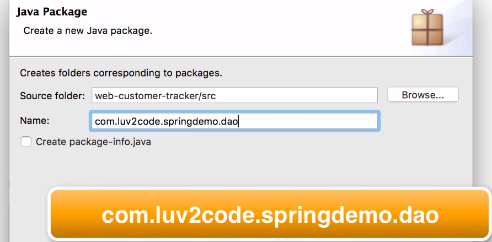 Java Package
Create a new Java package.
Creates folders corresponding to packages.
Source folder: web-customer-tracker/src Browse...
Name: com.luv2code.springdemo.dao
Create package-info.java
com.luv2code.springdemo.dao